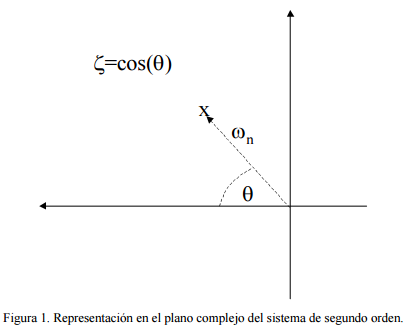 ζ=cos(θ)
x
ωn
θ
Figura 1. Representación en el plano complejo del sistema de segundo orden.